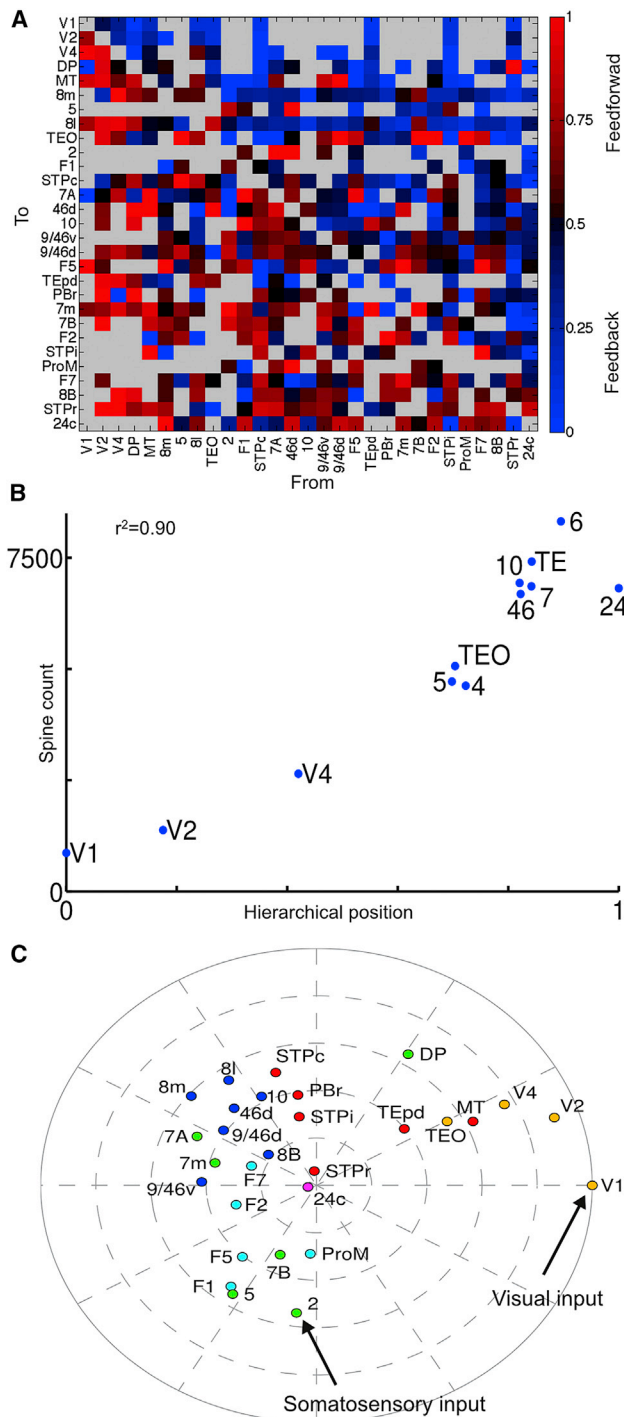 V1
V2
V4
DP
MT
8m
5
8l
TEO
2
F1
STPc
7A
46d
10
9/46v
9/46d
F5
TEpd
PBr
7m
7B
F2
STPi
ProM
F7
8B
STPr
24c
To
V1 V2 V4 DP MT 8m 5 8l TEO 2 F1 STPc 7A 46d 10 9/46v 9/46d F5 TEpd PBr 7m 7B F2 STPi ProM F7 8B STPr 24c
A From
1
0.75
0.5
0.25
0
Feedforwad
Feedback
B
r²=0.90
7500
Spine count
0
6
10 TE
46 7 24
TEO
5 4
V4
V2
V1
0 Hierarchical position 1
C
STPc DP
8l
8m 10 PBr
46d STPi TEpd MT V4 V2
7A 9/46d TEO
7m 8B
F7 STPr
9/46v 24c V1
F2
F5 7B ProM
F1 5 2
Visual input
Somatosensory input